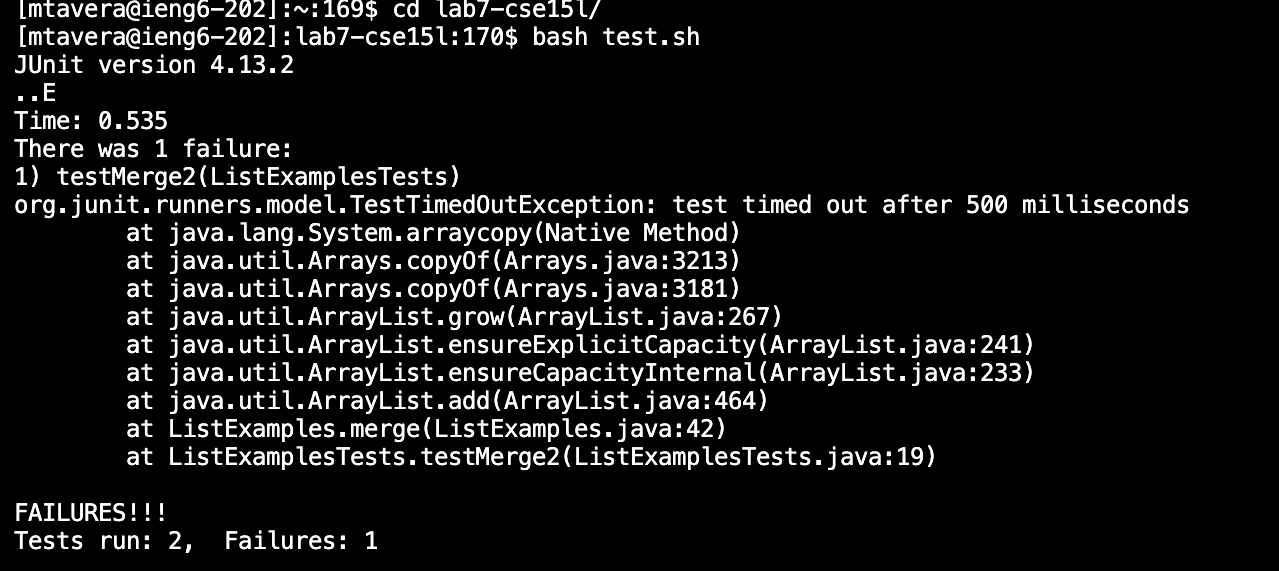 [mtavera@ieng6-202]:~:169$ cd lab7-cse15l/
[mtavera@ieng6-202]:lab7-cse15l:170$ bash test.sh
JUnit version 4.13.2
..E
Time: 0.535
There was 1 failure:
1) testMerge2(ListExamplesTests)
org.junit.runners.model.TestTimedOutException: test timed out after 500 milliseconds
        at java.lang.System.arraycopy(Native Method)
        at java.util.Arrays.copyOf(Arrays.java:3213)
        at java.util.Arrays.copyOf(Arrays.java:3181)
        at java.util.ArrayList.grow(ArrayList.java:267)
        at java.util.ArrayList.ensureExplicitCapacity(ArrayList.java:241)
        at java.util.ArrayList.ensureCapacityInternal(ArrayList.java:233)
        at java.util.ArrayList.add(ArrayList.java:464)
        at ListExamples.merge(ListExamples.java:42)
        at ListExamplesTests.testMerge2(ListExamplesTests.java:19)

FAILURES!!!
Tests run: 2,  Failures: 1